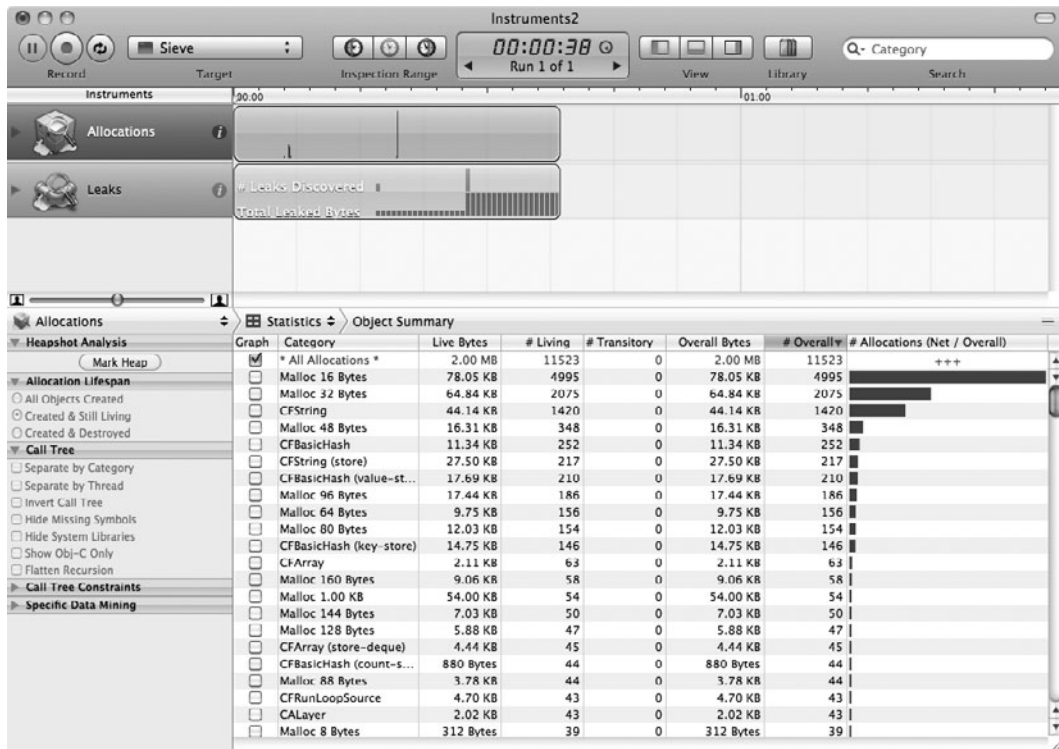 Instruments2
Sieve
00:00:38
Run 1 of 1
Category
Record Target Inspection Range View Library Search
Instruments 00:00 01:00
Allocations
Leaks
# Leaks Discovered
Total Leaked Bytes
Allocations Statistics Object Summary
Heapshot Analysis
Mark Heap
Allocation Lifespan
All Objects Created
Created & Still Living
Created & Destroyed
Call Tree
Separate by Category
Separate by Thread
Invert Call Tree
Hide Missing Symbols
Hide System Libraries
Show Obj-C Only
Flatten Recursion
Call Tree Constraints
Specific Data Mining
Graph Category Live Bytes # Living # Transitory Overall Bytes # Overall # Allocations (Net / Overall)
* All Allocations * 2.00 MB 11523 0 2.00 MB 11523 +++
Malloc 16 Bytes 78.05 KB 4995 0 78.05 KB 4995
Malloc 32 Bytes 64.84 KB 2075 0 64.84 KB 2075
CFString 44.14 KB 1420 0 44.14 KB 1420
Malloc 48 Bytes 16.31 KB 348 0 16.31 KB 348
CFBasicHash 11.34 KB 252 0 11.34 KB 252
CFString (store) 27.50 KB 217 0 27.50 KB 217
CFBasicHash (value-st... 17.69 KB 210 0 17.69 KB 210
Malloc 96 Bytes 17.44 KB 186 0 17.44 KB 186
Malloc 64 Bytes 9.75 KB 156 0 9.75 KB 156
Malloc 80 Bytes 12.03 KB 154 0 12.03 KB 154
CFBasicHash (key-store) 14.75 KB 146 0 14.75 KB 146
CFArray 2.11 KB 63 0 2.11 KB 63
Malloc 160 Bytes 9.06 KB 58 0 9.06 KB 58
Malloc 1.00 KB 54.00 KB 54 0 54.00 KB 54
Malloc 144 Bytes 7.03 KB 50 0 7.03 KB 50
Malloc 128 Bytes 5.88 KB 47 0 5.88 KB 47
CFArray (store-deque) 4.44 KB 45 0 4.44 KB 45
CFBasicHash (count-s... 880 Bytes 44 0 880 Bytes 44
Malloc 88 Bytes 3.78 KB 44 0 3.78 KB 44
CFRunLoopSource 4.70 KB 43 0 4.70 KB 43
CALayer 2.02 KB 43 0 2.02 KB 43
Malloc 8 Bytes 312 Bytes 39 0 312 Bytes 39